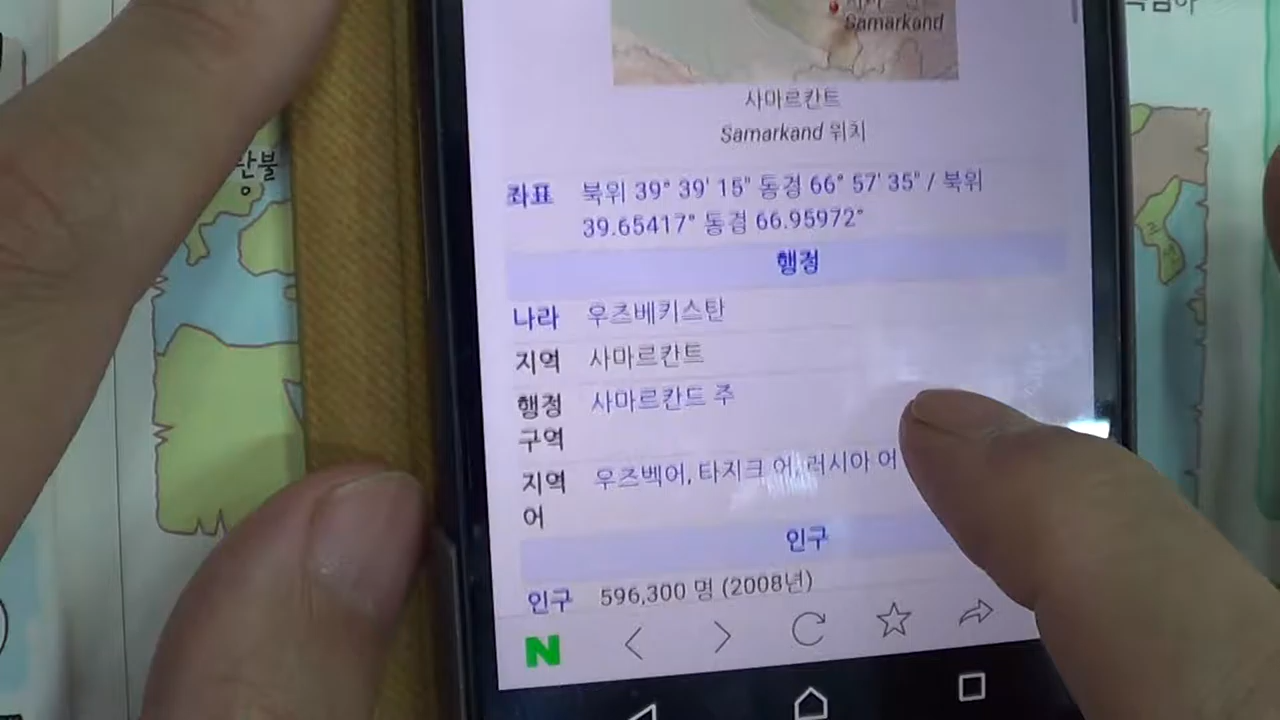 Samarkand
사마르칸트
Samarkand 위치
좌표 북위 39° 39′ 15″ 동경 66° 57′ 35″ / 북위
39.65417° 동경 66.95972°
행정
나라 우즈베키스탄
지역 사마르칸트
행정 사마르칸드 주
구역
지역 우즈벡어, 타지크 어, 러시아 어
어
인구
인구 596,300 명 (2008년)
N